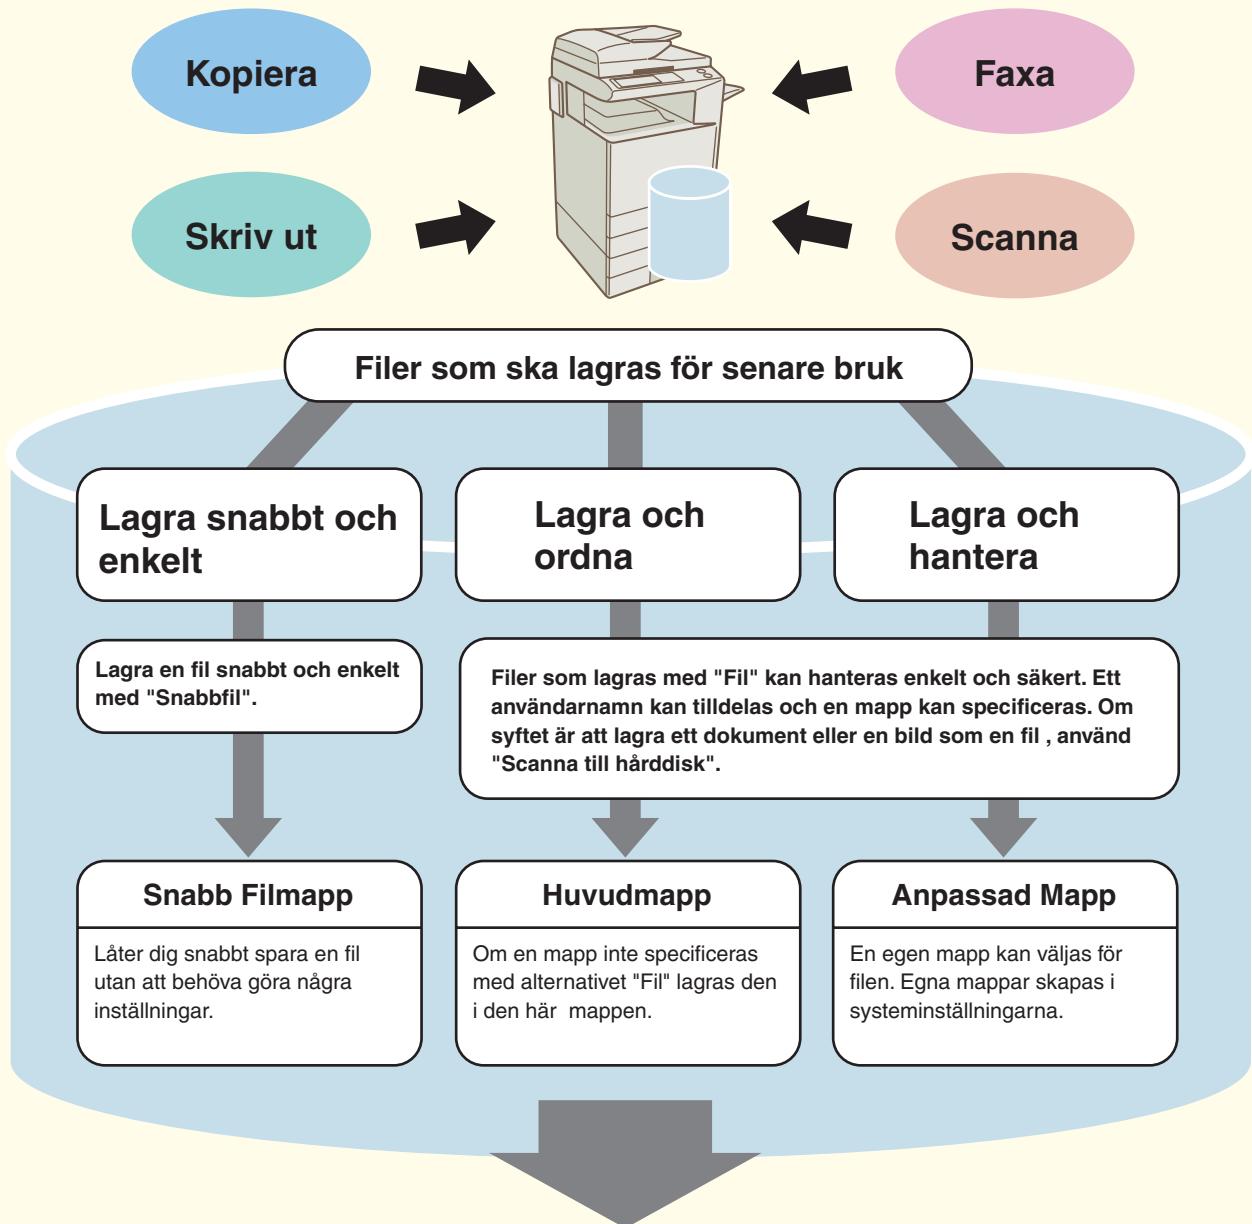 Kopiera
Faxa
Skriv ut
Scanna
Filer som ska lagras för senare bruk
Lagra snabbt och
enkelt
Lagra och
ordna
Lagra och
hantera
Lagra en fil snabbt och enkelt
med "Snabbfil".
Filer som lagras med "Fil" kan hanteras enkelt och säkert. Ett
användarnamn kan tilldelas och en mapp kan specificeras. Om
syftet är att lagra ett dokument eller en bild som en fil , använd
"Scanna till hårddisk".
Snabb Filmapp
Låter dig snabbt spara en fil
utan att behöva göra några
inställningar.
Huvudmapp
Om en mapp inte specificeras
med alternativet "Fil" lagras den
i den här  mappen.
Anpassad Mapp
En egen mapp kan väljas för
filen. Egna mappar skapas i
systeminställningarna.